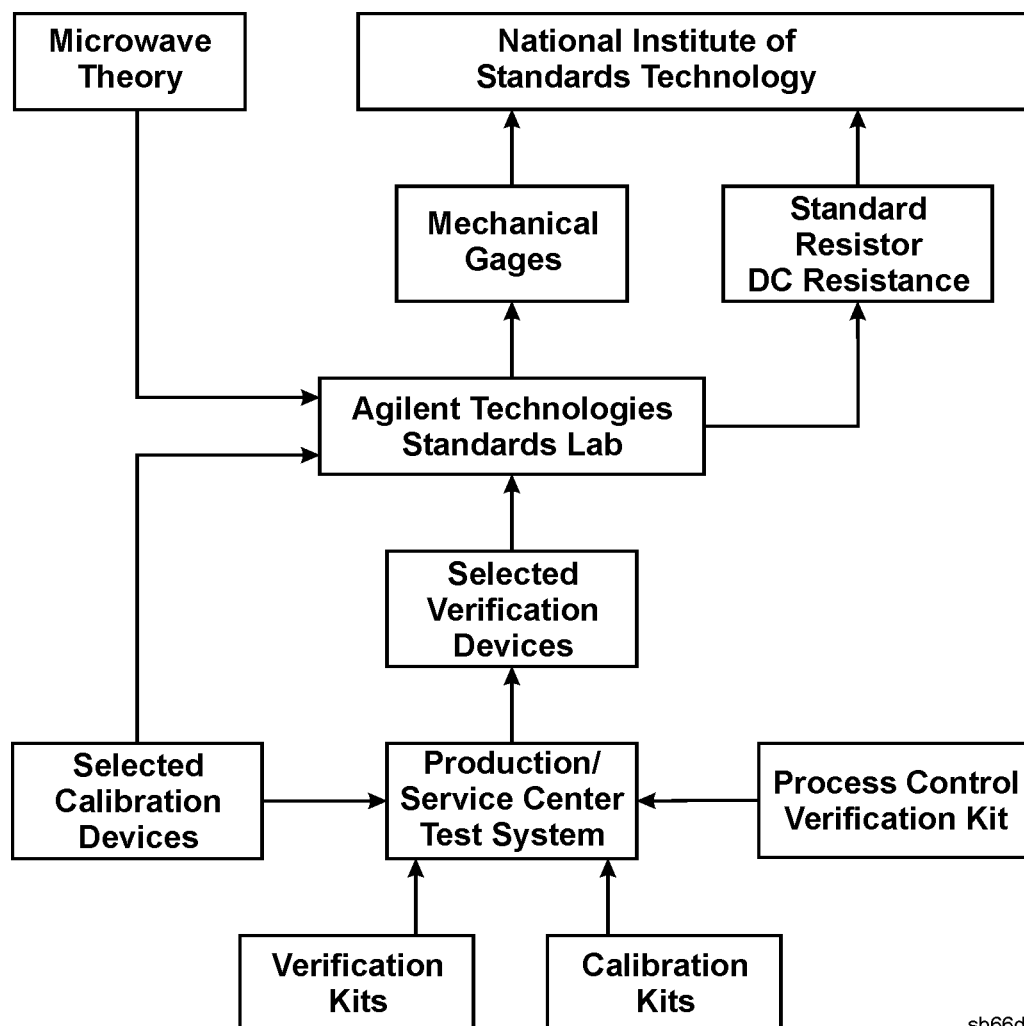 Microwave
Theory
National Institute of
Standards Technology
Mechanical
Gages
Standard
Resistor
DC Resistance
Agilent Technologies
Standards Lab
Selected
Verification
Devices
Selected
Calibration
Devices
Production/
Service Center
Test System
Process Control
Verification Kit
Verification
Kits
Calibration
Kits
sb66d